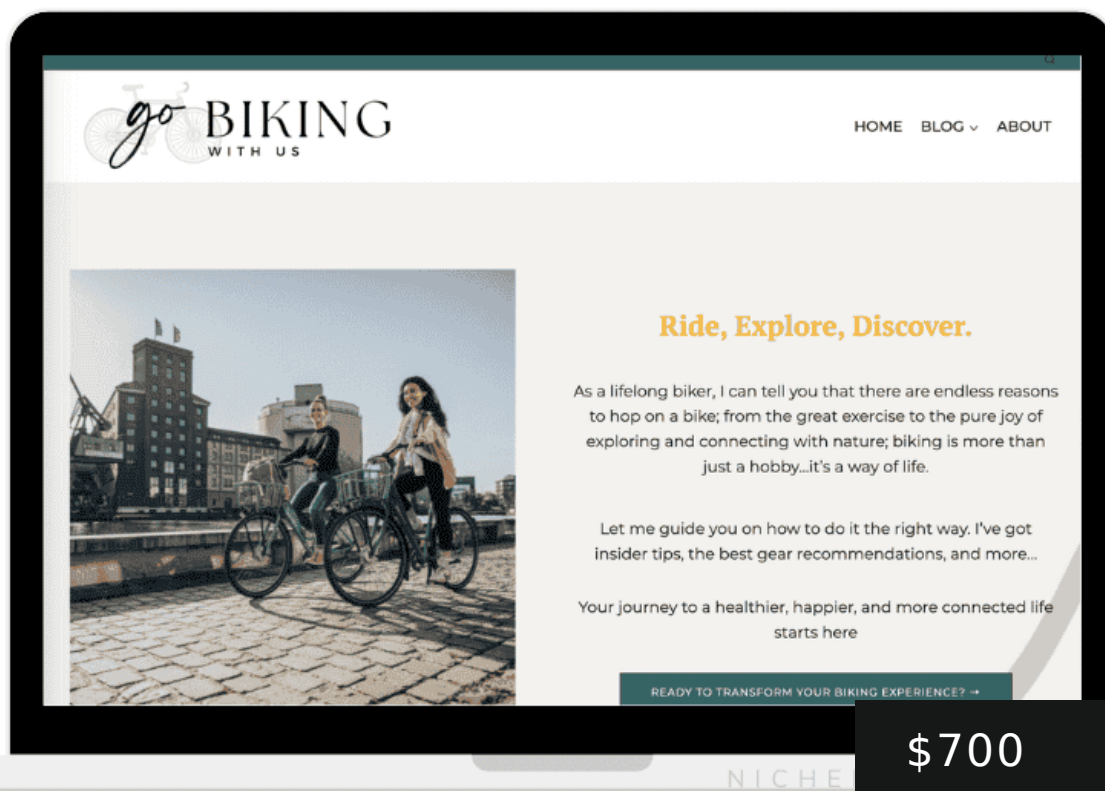 go BIKING
WITH US
HOME BLOG ABOUT
Ride, Explore, Discover.
As a lifelong biker, I can tell you that there are endless reasons
to hop on a bike; from the great exercise to the pure joy of
exploring and connecting with nature; biking is more than
just a hobby...it's a way of life.
Let me guide you on how to do it the right way. I've got
insider tips, the best gear recommendations, and more...
Your journey to a healthier, happier, and more connected life
starts here
READY TO TRANSFORM YOUR BIKING EXPERIENCE? →
$700